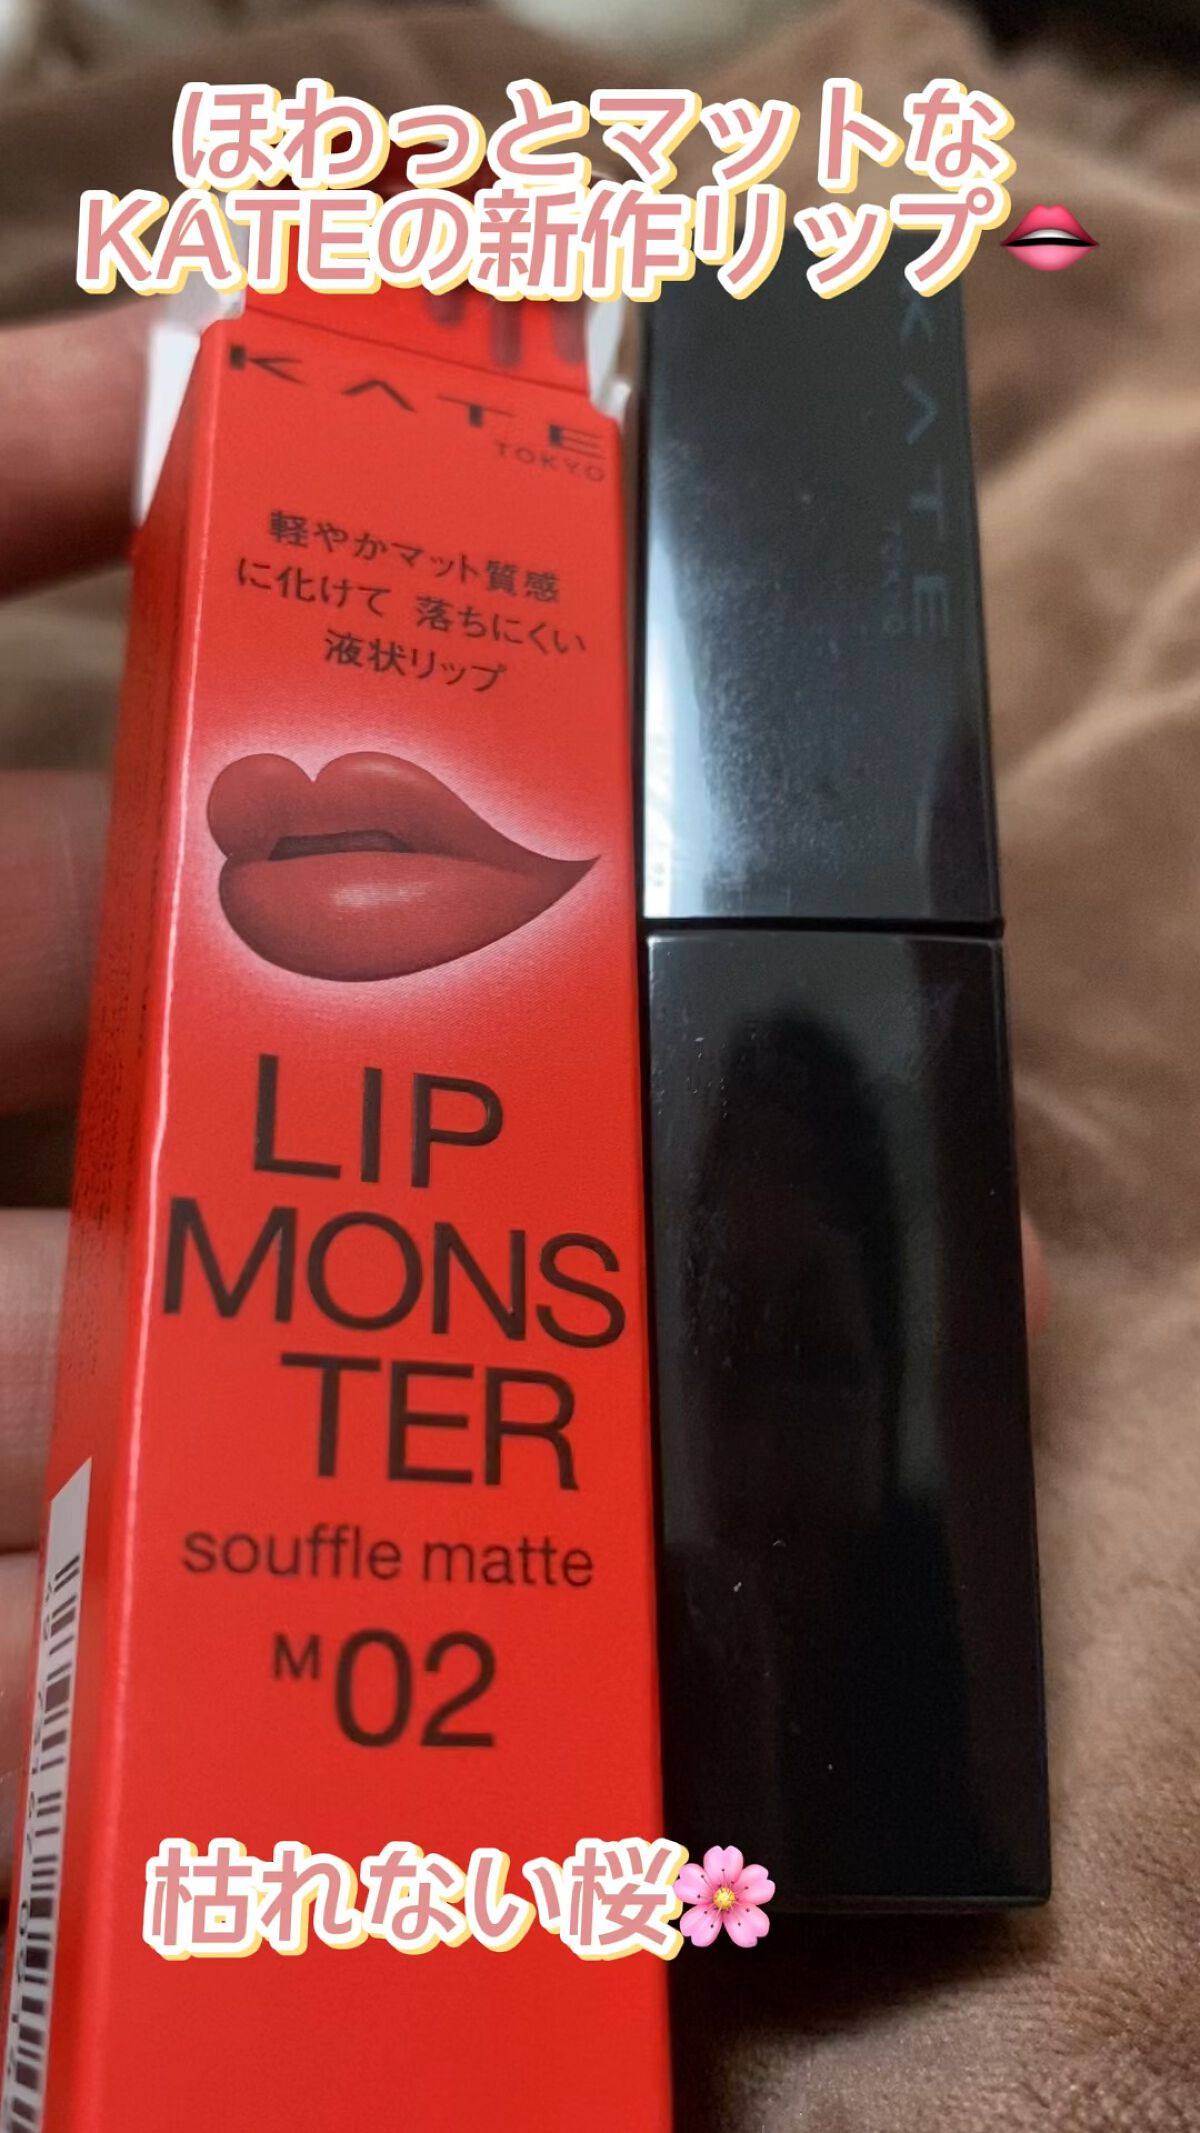 ほわっとマットな
KATEの新作リップ👄
KATE
TOKYO
KATE
TOKYO
軽やかマット質感
に化けて 落ちにくい
液状リップ
LIP
MONS
TER
souffle matte
M02
枯れない桜🌸